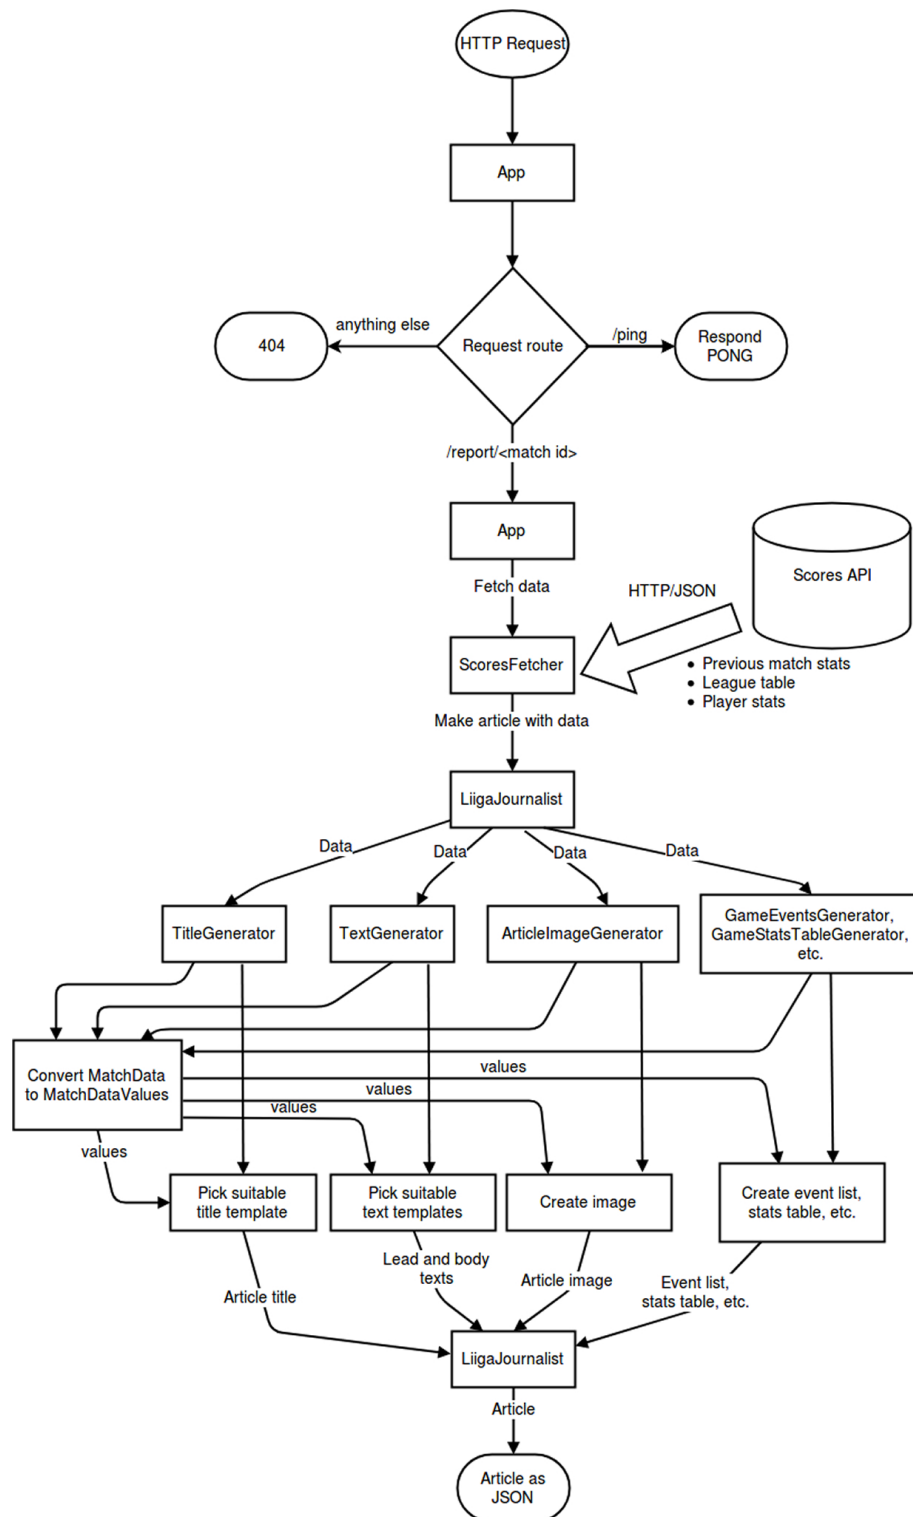 HTTP Request
App
anything else
404
Request route
/ping
Respond
PONG
/report/<match id>
App
Fetch data
Scores API
HTTP/JSON
ScoresFetcher
• Previous match stats
• League table
• Player stats
Make article with data
LiigaJournalist
Data
Data
Data
Data
TitleGenerator
TextGenerator
ArticleImageGenerator
GameEventsGenerator,
GameStatsTableGenerator,
etc.
Convert MatchData
to MatchDataValues
values
values
values
values
Pick suitable
title template
Pick suitable
text templates
Create image
Create event list,
stats table, etc.
Article title
Lead and body
texts
Article image
Event list,
stats table, etc.
LiigaJournalist
Article
Article as
JSON